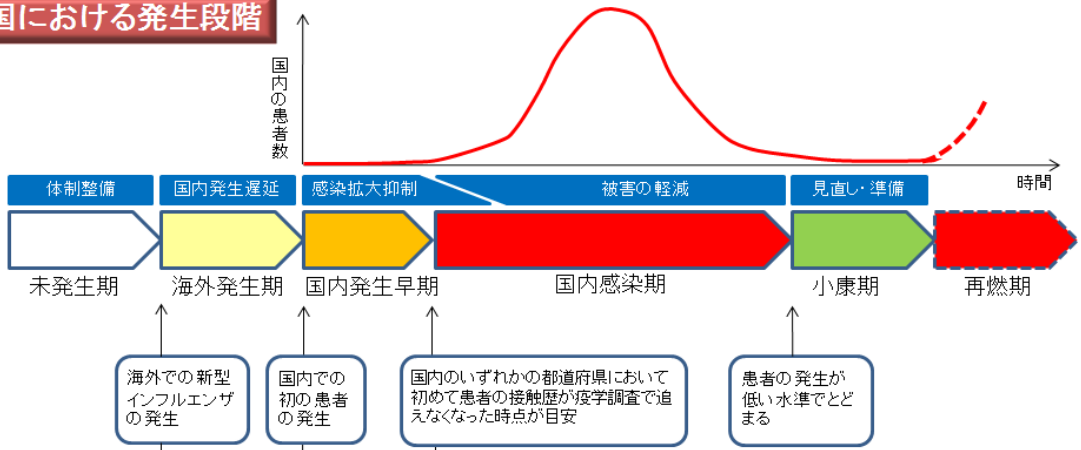 国における発生段階
国内の患者数
時間
体制整備
国内発生遅延
感染拡大抑制
被害の軽減
見直し・準備
未発生期
海外発生期
国内発生早期
国内感染期
小康期
再燃期
海外での新型
インフルエンザ
の発生
国内での
初の患者
の発生
国内のいずれかの都道府県において
初めて患者の接触歴が疫学調査で追
えなくなった時点が目安
患者の発生が
低い水準でとど
まる